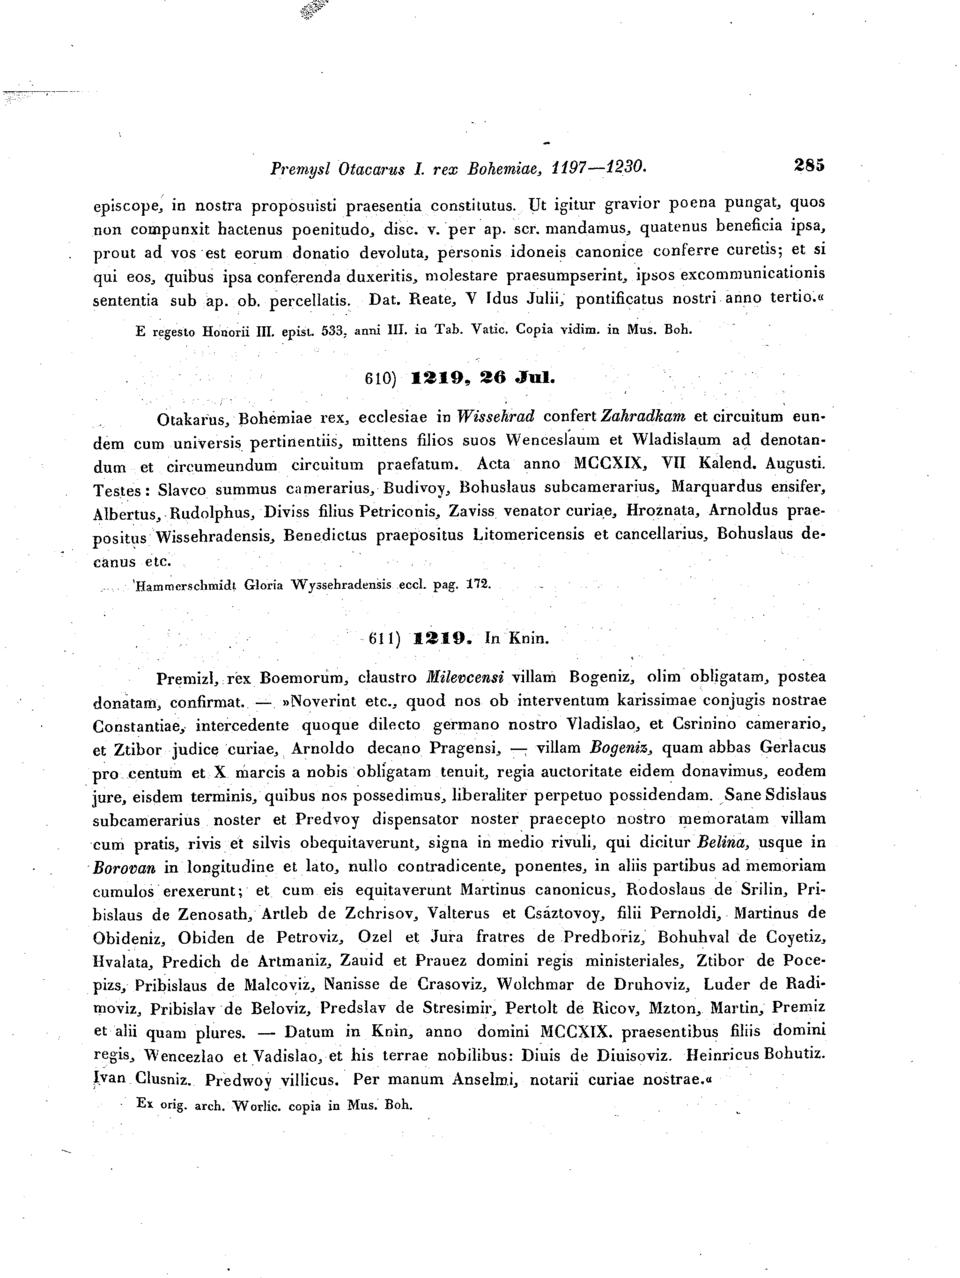 Premysl Otacarus I. rex Bohemiae, 1197—1230. 285
episcope, in nostra proposuisti praesentia constitutus. Ut igitur gravior poena pungat, quos
non compunxit hactenus poenitudo, disc. v. per ap. scr. mandamus, quatenus beneficia ipsa,
prout ad vos est eorum donatio devoluta, personis idoneis canonice conferre curetis; et si
qui eos, quibus ipsa conferenda duxeritis, molestare praesumpserint, ipsos excommunicationis
sententia sub ap. ob. percellatis. Dat. Reate, V Idus Julii, pontificatus nostri anno tertio.«
E regesto Honorii III. epist. 533, anni III. in Tab. Vatic. Copia vidim. in Mus. Boh.
610) 1219, 26 Jul.
Otakarus, Bohemiae rex, ecclesiae in Wissehrad confert Zahradkam et circuitum eun-
dem cum universis pertinentiis, mittens filios suos Wenceslaum et Wladislaum ad denotan-
dum et circumeundum circuitum praefatum. Acta anno MCCXIX, VII Kalend. Augusti.
Testes: Slavco summus camerarius, Budivoy, Bohuslaus subcamerarius, Marquardus ensifer,
Albertus, Rudolphus, Diviss filius Petriconis, Zaviss venator curiae, Hroznata, Arnoldus prae-
positus Wissehradensis, Benedictus praepositus Litomericensis et cancellarius, Bohuslaus de-
canus etc.
Hammerschmidt Gloria Wyssehradensis eccl. pag. 172.
611) 1219. In Knin.
Premizl, rex Boemorum, claustro Milevcensi villam Bogeniz, olim obligatam, postea
donatam, confirmat. — »Noverint etc., quod nos ob interventum karissimae conjugis nostrae
Constantiae, intercedente quoque dilecto germano nostro Vladislao, et Csrinino camerario,
et Ztibor judice curiae, Arnoldo decano Pragensi, — villam Bogeniz, quam abbas Gerlacus
pro centum et X marcis a nobis obligatam tenuit, regia auctoritate eidem donavimus, eodem
jure, eisdem terminis, quibus nos possedimus, liberaliter perpetuo possidendam. Sane Sdislaus
subcamerarius noster et Predvoy dispensator noster praecepto nostro memoratam villam
cum pratis, rivis et silvis obequitaverunt, signa in medio rivuli, qui dicitur Belina, usque in
Borovan in longitudine et lato, nullo contradicente, ponentes, in aliis partibus ad memoriam
cumulos erexerunt; et cum eis equitaverunt Martinus canonicus, Rodoslaus de Srilin, Pri-
bislaus de Zenosath, Artleb de Zchrisov, Valterus et Csáztovoy, filii Pernoldi, Martinus de
Obideniz, Obiden de Petroviz, Ozel et Jura fratres de Predboriz, Bohuhval de Coyetiz,
Hvalata, Predich de Artmaniz, Zauid et Prauez domini regis ministeriales, Ztibor de Poce-
pizs, Pribislaus de Malcoviz, Nanisse de Crasoviz, Wolchmar de Druhoviz, Luder de Radi-
moviz, Pribislav de Beloviz, Predslav de Stresimir, Pertolt de Ricov, Mzton, Martin, Premiz
et alii quam plures. — Datum in Knin, anno domini MCCXIX. praesentibus filiis domini
regis, Wencezlao et Vadislao, et his terrae nobilibus: Diuis de Diuisoviz. Heinricus Bohutiz.
Ivan Clusniz. Predwoy villicus. Per manum Anselmi, notarii curiae nostrae.«
Ex orig. arch. Worlic. copia in Mus. Boh.